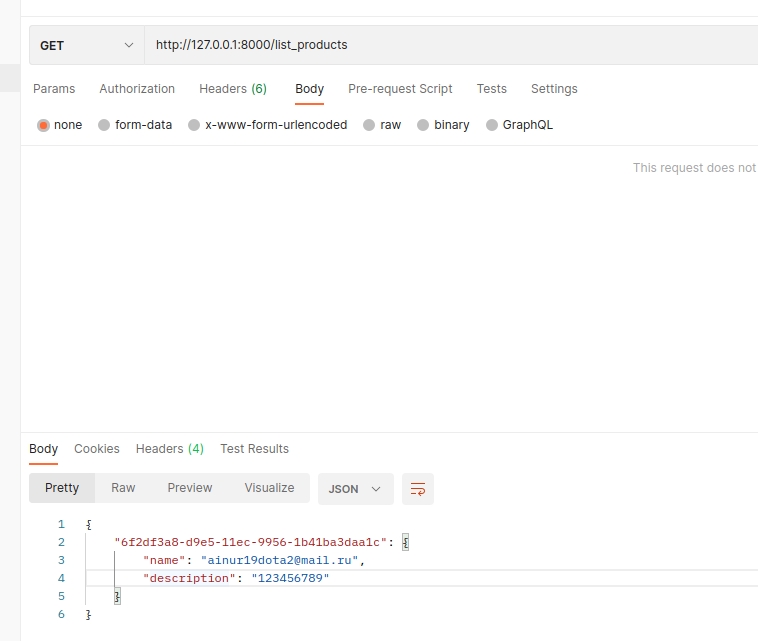 GET http://127.0.0.1:8000/list_products
Params Authorization Headers (6) Body Pre-request Script Tests Settings
none form-data x-www-form-urlencoded raw binary GraphQL
This request does not
Body Cookies Headers (4) Test Results
Pretty Raw Preview Visualize JSON
1 {
2 "6f2df3a8-d9e5-11ec-9956-1b41ba3daa1c": {
3 "name": "ainur19dota2@mail.ru",
4 "description": "123456789"
5 }
6 }